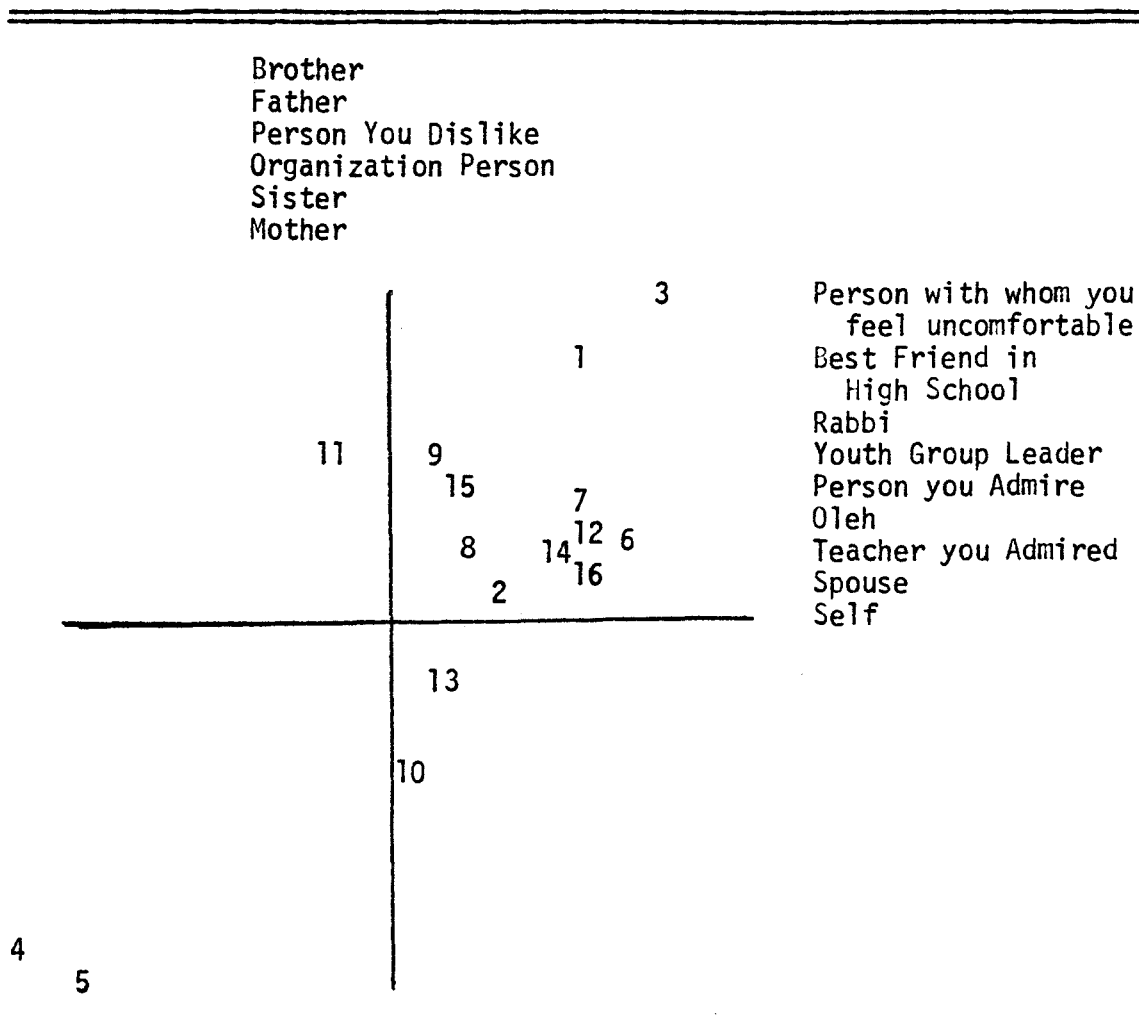 Brother
Father
Person You Dislike
Organization Person
Sister
Mother
3 Person with whom you
feel uncomfortable
1 Best Friend in
High School
Rabbi
11 9 Youth Group Leader
15 7 Person you Admire
Oleh
8 14 12 6 Teacher you Admired
2 16 Spouse
Self
13
10
4
5